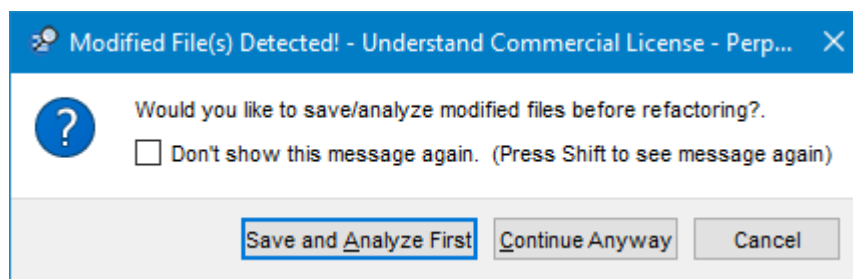 Modified File(s) Detected! - Understand Commercial License - Perp...
Would you like to save/analyze modified files before refactoring?.
Don't show this message again. (Press Shift to see message again)
Save and Analyze First Continue Anyway Cancel